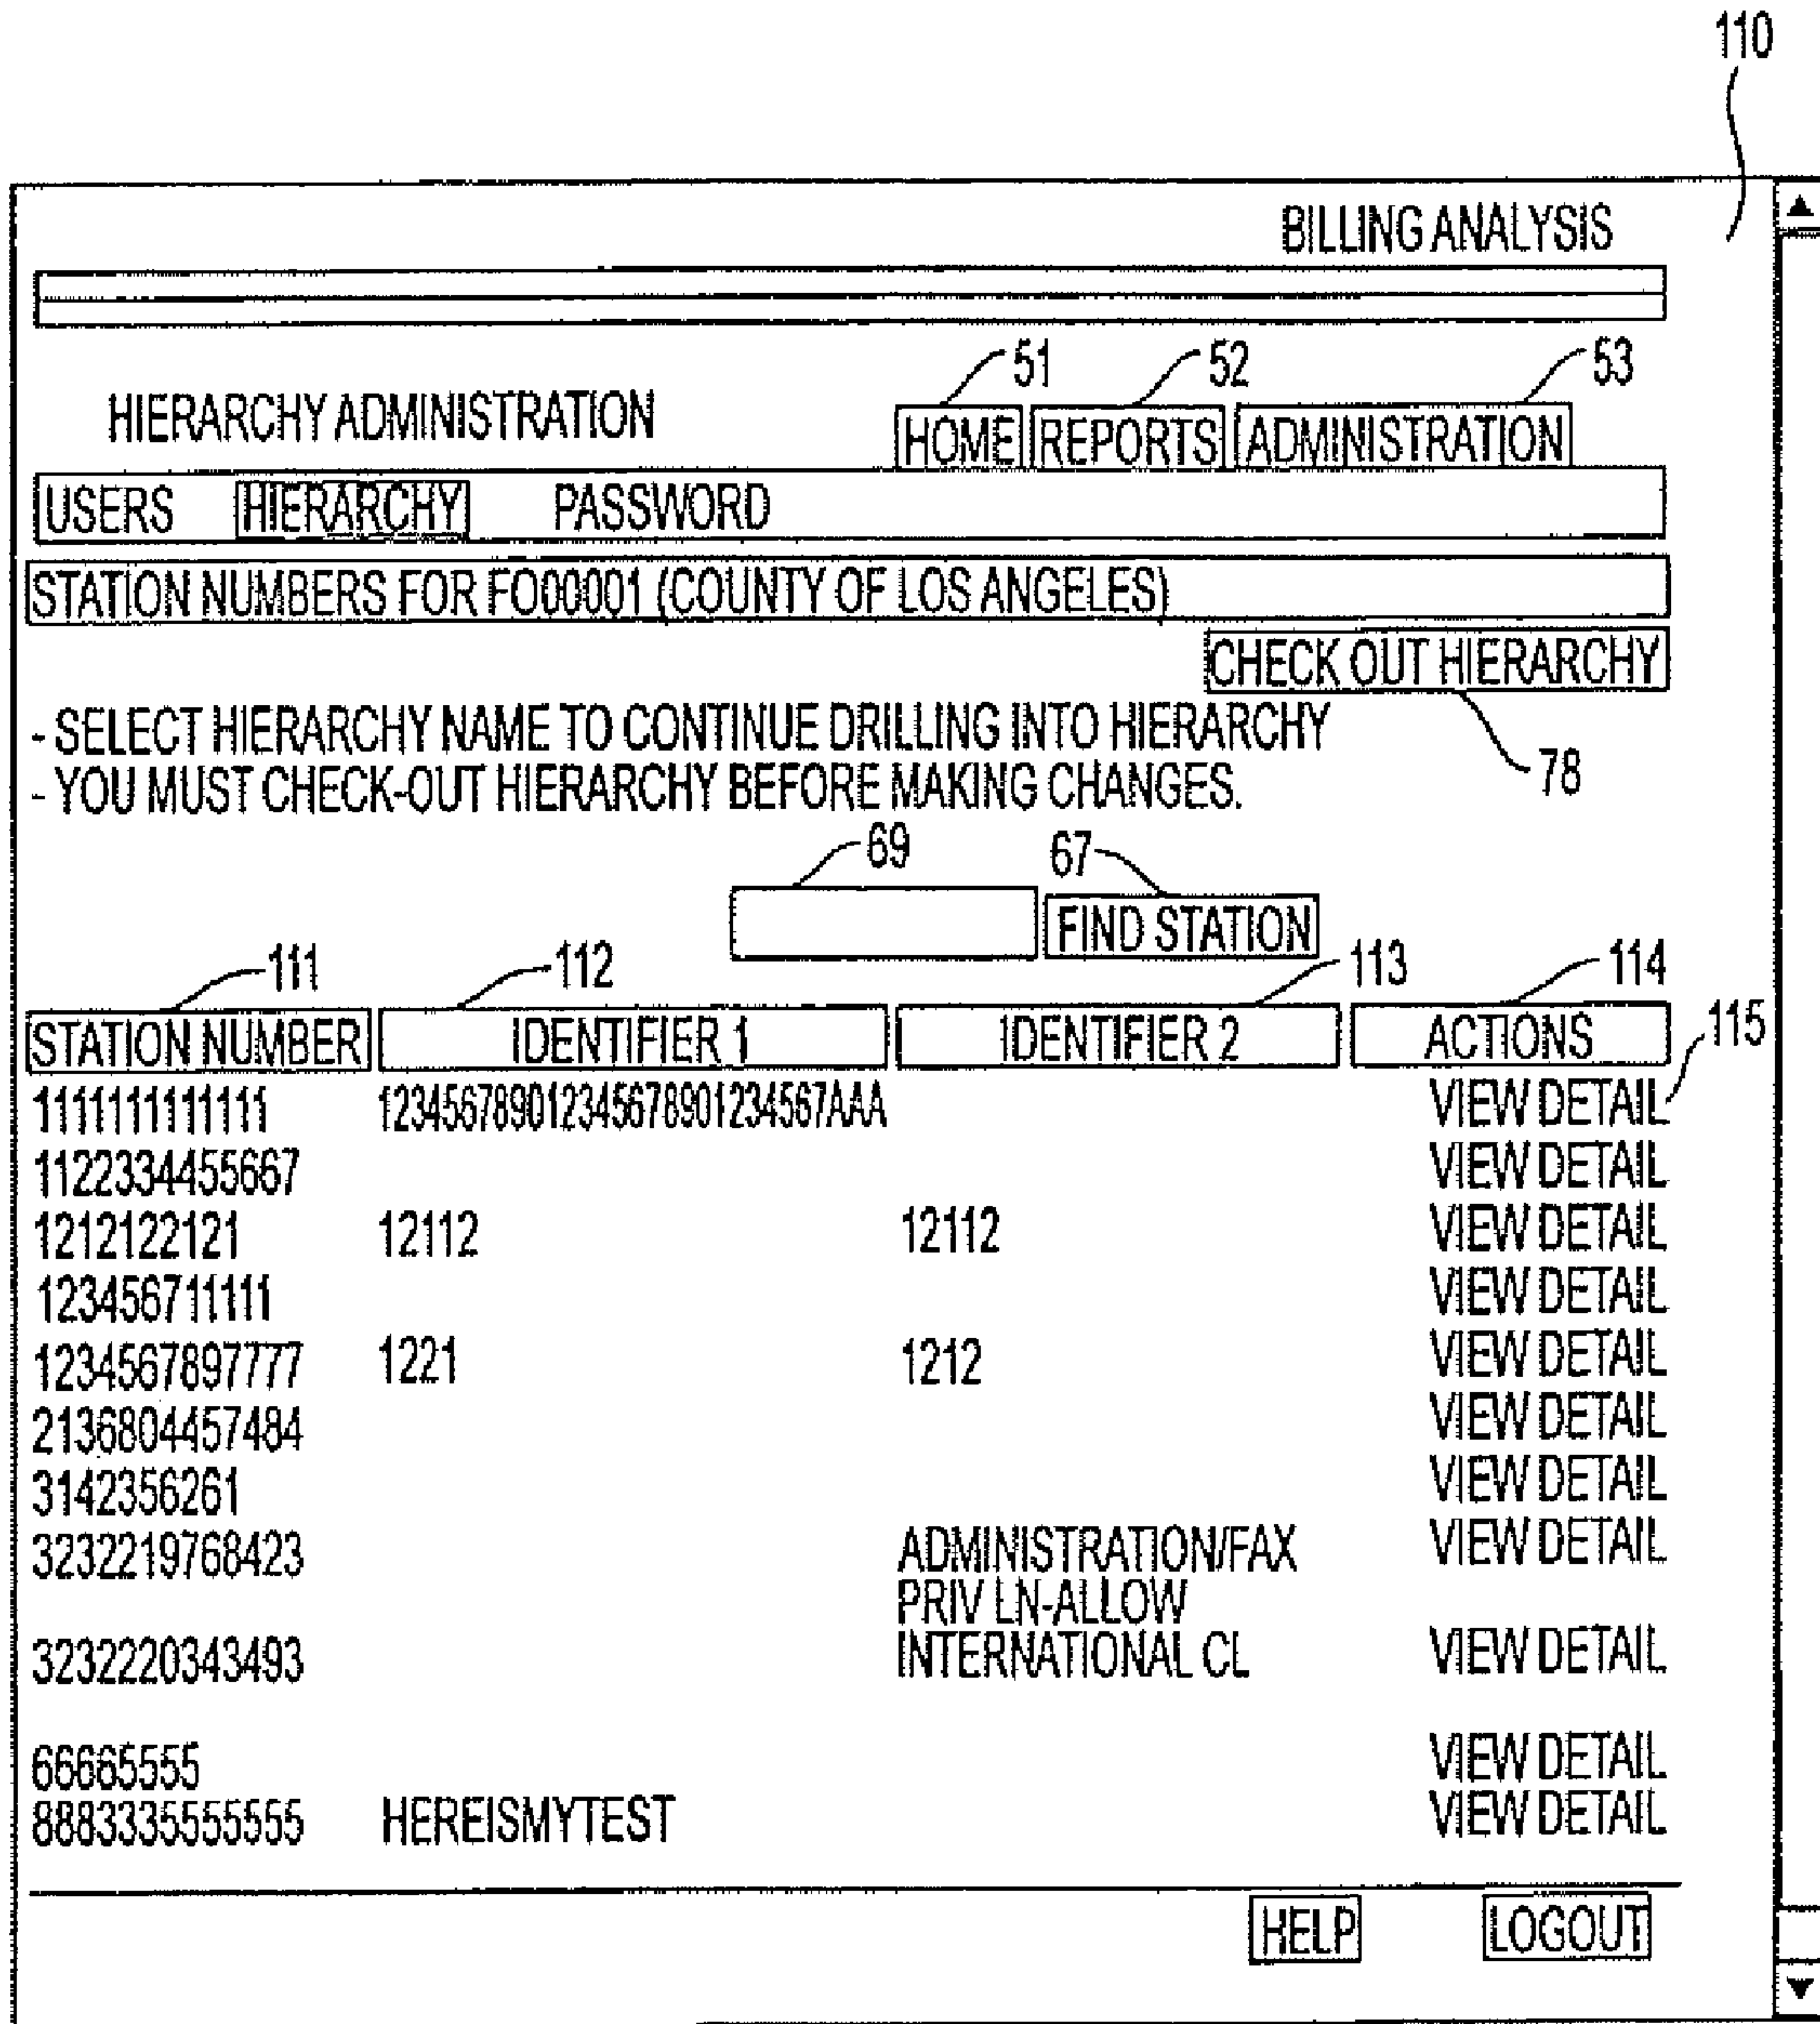 110
BILLING ANALYSIS
51 52 53
HIERARCHY ADMINISTRATION HOME REPORTS ADMINISTRATION
USERS HIERARCHY PASSWORD
STATION NUMBERS FOR FO00001 (COUNTY OF LOS ANGELES)
CHECK OUT HIERARCHY
- SELECT HIERARCHY NAME TO CONTINUE DRILLING INTO HIERARCHY
78
- YOU MUST CHECK-OUT HIERARCHY BEFORE MAKING CHANGES.
69 67
FIND STATION
111 112 113 114
STATION NUMBER IDENTIFIER 1 IDENTIFIER 2 ACTIONS
115
1111111111111 123456789012345678901234567AAA VIEW DETAIL
1122334455667 VIEW DETAIL
1212122121 12112 12112 VIEW DETAIL
123456711111 VIEW DETAIL
1234567897777 1221 1212 VIEW DETAIL
2136804457484 VIEW DETAIL
3142356261 VIEW DETAIL
3232219768423 ADMINISTRATION/FAX VIEW DETAIL
PRIV LN-ALLOW
3232220343493 INTERNATIONAL CL VIEW DETAIL
66665555 VIEW DETAIL
8883335555555 HEREISMYTEST VIEW DETAIL
HELP LOGOUT